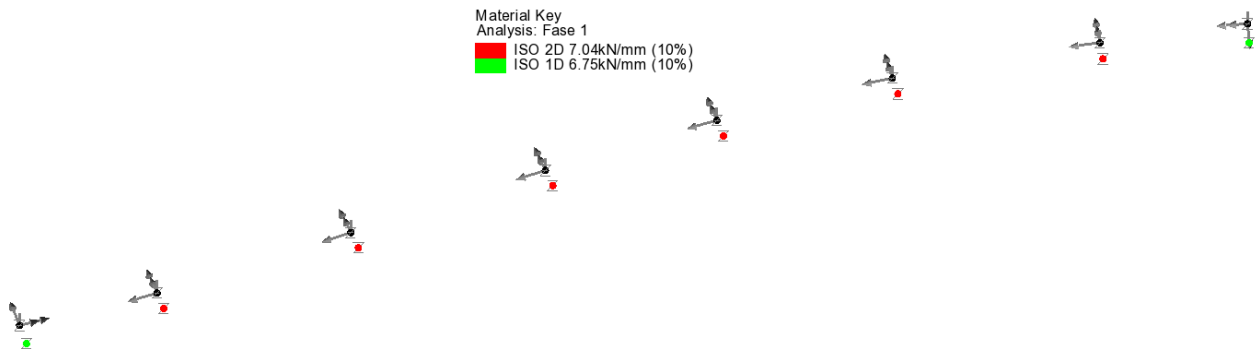 Material Key
Analysis: Fase 1
ISO 2D 7.04kN/mm (10%)
ISO 1D 6.75kN/mm (10%)